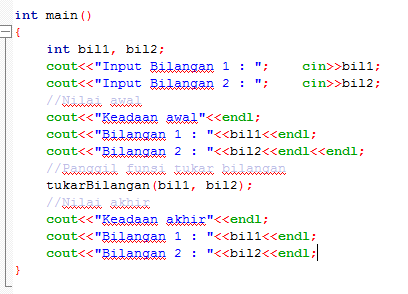 int main()
{
int bil1, bil2;
cout<<"Input Bilangan 1 : "; cin>>bil1;
cout<<"Input Bilangan 2 : "; cin>>bil2;
//Nilai awal
cout<<"Keadaan awal"<<endl;
cout<<"Bilangan 1 : "<<bil1<<endl;
cout<<"Bilangan 2 : "<<bil2<<endl<<endl;
//Panggil fungi tukar bilangan
tukarBilangan(bil1, bil2);
//Nilai akhir
cout<<"Keadaan akhir"<<endl;
cout<<"Bilangan 1 : "<<bil1<<endl;
cout<<"Bilangan 2 : "<<bil2<<endl;
}